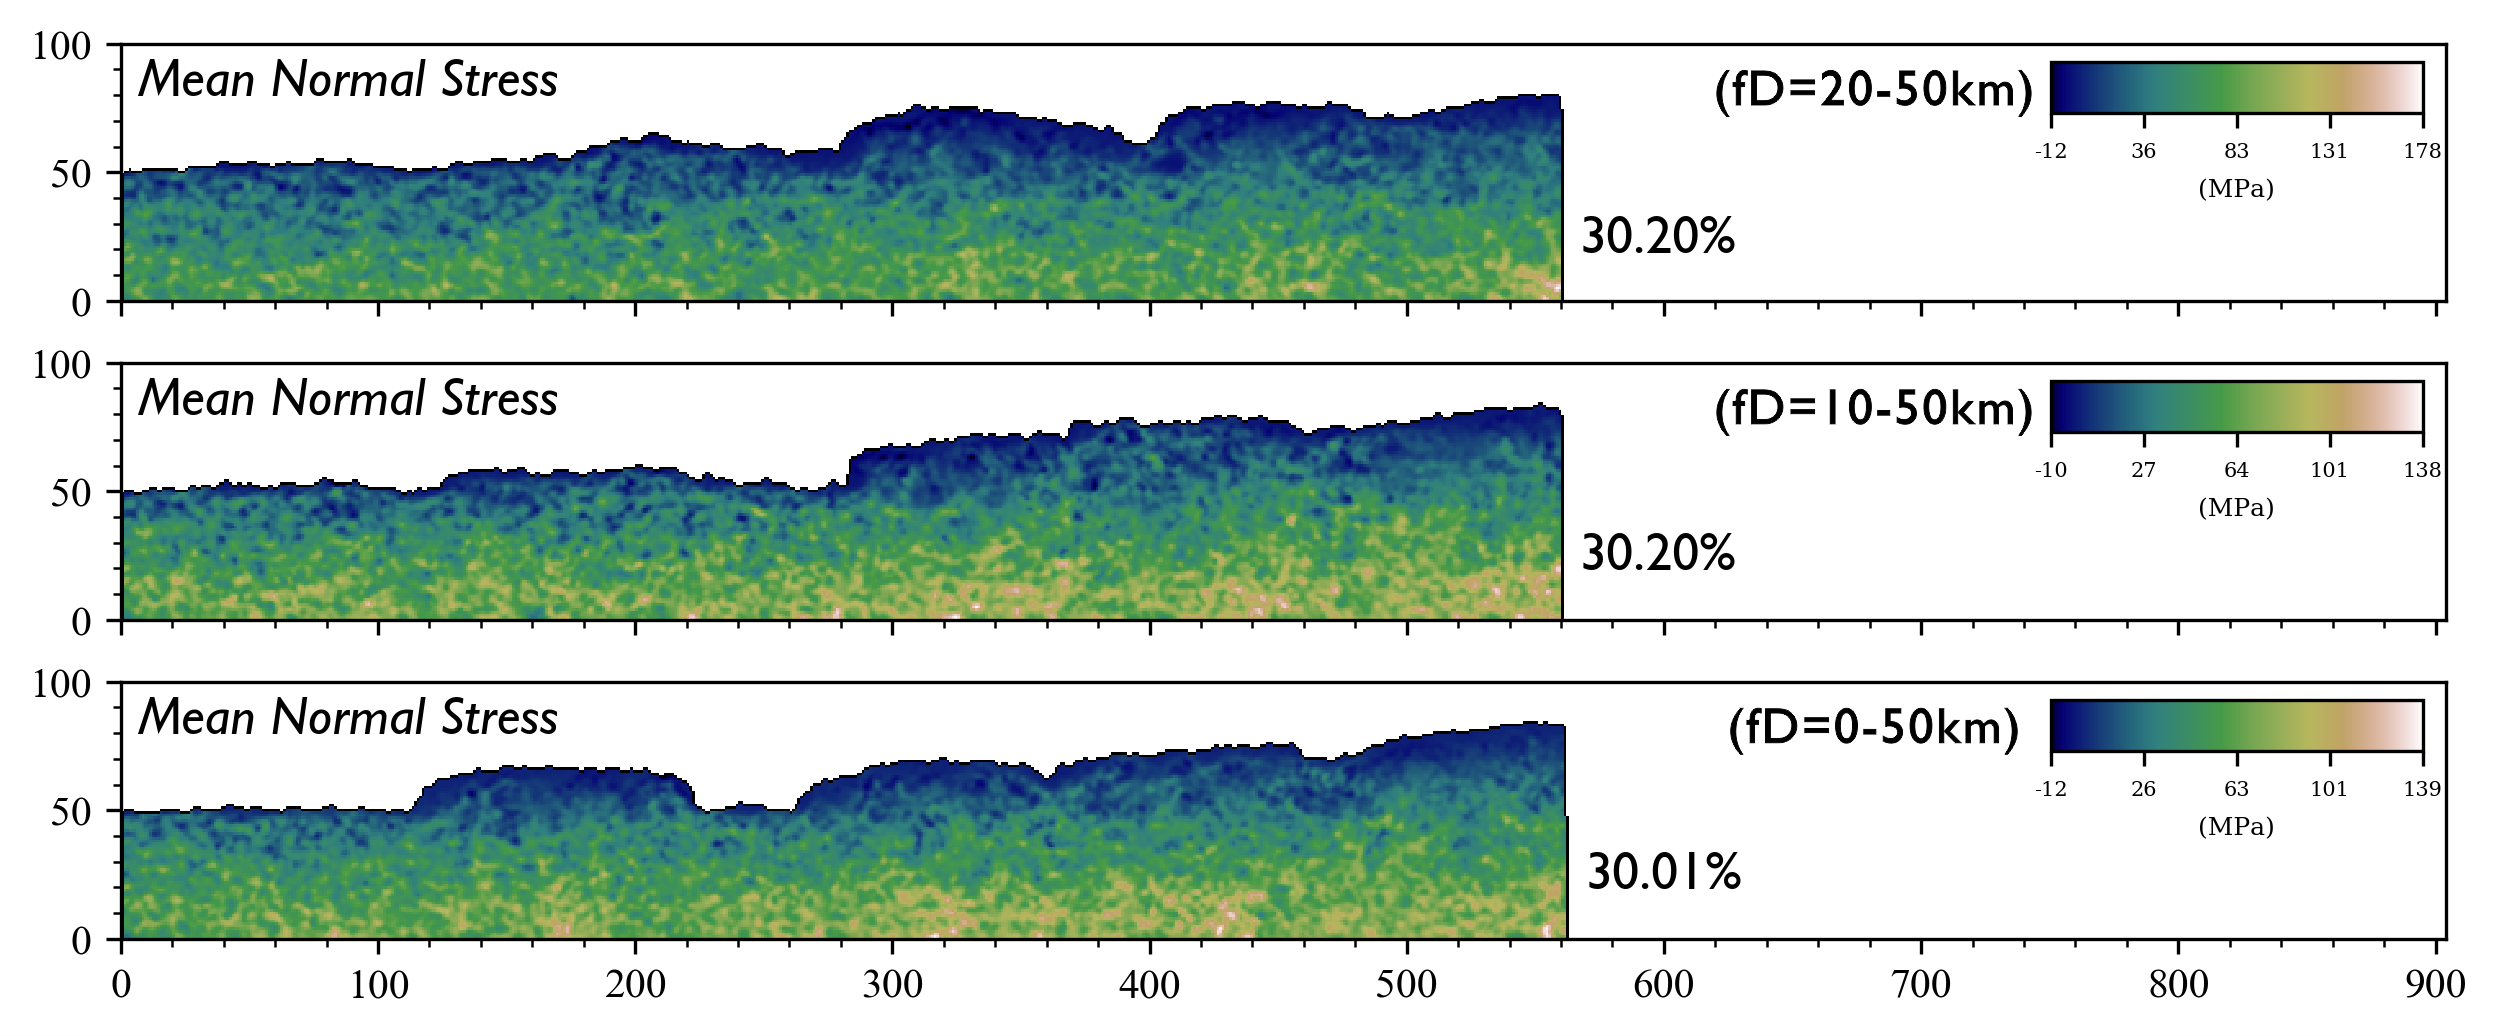 100
50
0
Mean Normal Stress
(fD=20-50km)
-12 36 83 131 178
(MPa)
30.20%
100
50
0
Mean Normal Stress
(fD=10-50km)
-10 27 64 101 138
(MPa)
30.20%
100
50
0
Mean Normal Stress
(fD=0-50km)
-12 26 63 101 139
(MPa)
30.01%
0 100 200 300 400 500 600 700 800 900